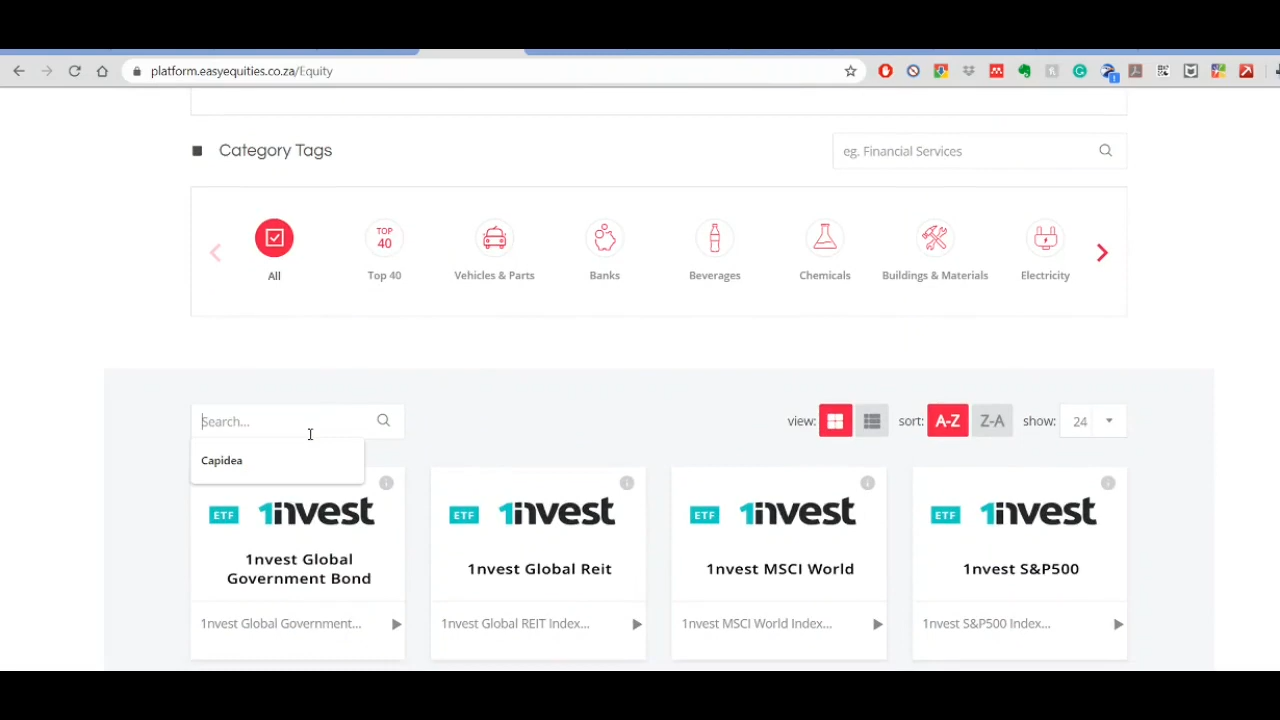 platform.easyequities.co.za/Equity
Category Tags
eg. Financial Services
TOP
40
All
Top 40
Vehicles & Parts
Banks
Beverages
Chemicals
Buildings & Materials
Electricity
Search...
view:
sort:
A-Z
Z-A
show:
24
Capidea
ETF 1nvest
ETF 1nvest
ETF 1nvest
ETF 1nvest
1nvest Global
Government Bond
1nvest Global Reit
1nvest MSCI World
1nvest S&P500
1nvest Global Government...
1nvest Global REIT Index...
1nvest MSCI World Index...
1nvest S&P500 Index...